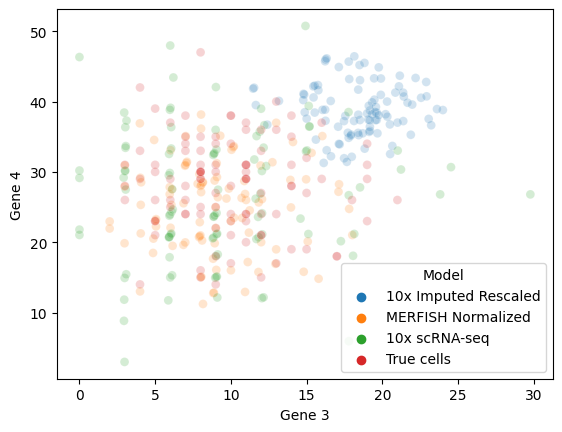 50
40
30
20
10
Gene 4
Model
10x Imputed Rescaled
MERFISH Normalized
10x scRNA-seq
True cells
0 5 10 15 20 25 30
Gene 3